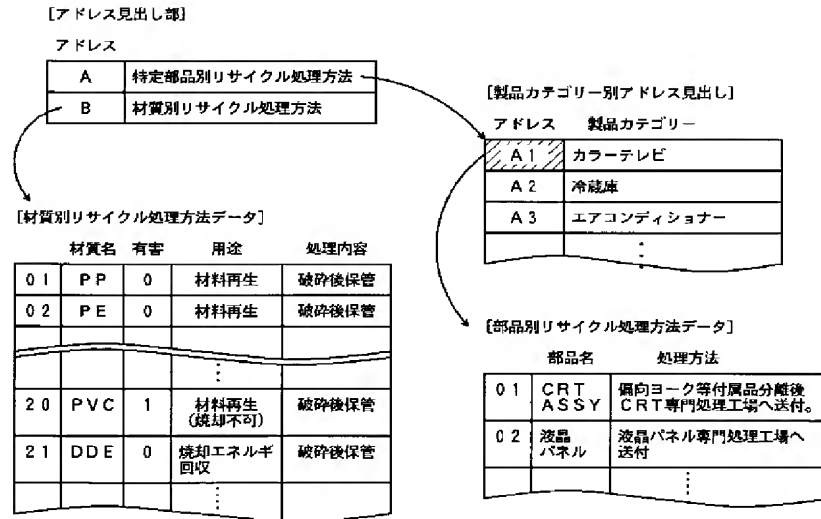 [アドレス見出し部]
アドレス
A 特定部品別リサイクル処理方法
B 材質別リサイクル処理方法
[製品カテゴリー別アドレス見出し]
アドレス 製品カテゴリー
A1 カラーテレビ
A2 冷蔵庫
A3 エアコンディショナー
⋮
[材質別リサイクル処理方法データ]
材質名 有害 用途 処理内容
01 PP 0 材料再生 破砕後保管
02 PE 0 材料再生 破砕後保管
⋮
20 PVC 1 材料再生 破砕後保管
(焼却不可)
21 DDE 0 焼却エネルギ 破砕後保管
回収
⋮
[部品別リサイクル処理方法データ]
部品名 処理方法
01 CRT 偏向ヨーク等付属品分離後
ASSY CRT専門処理工場へ送付。
02 液晶 液晶パネル専門処理工場へ
パネル 送付
⋮